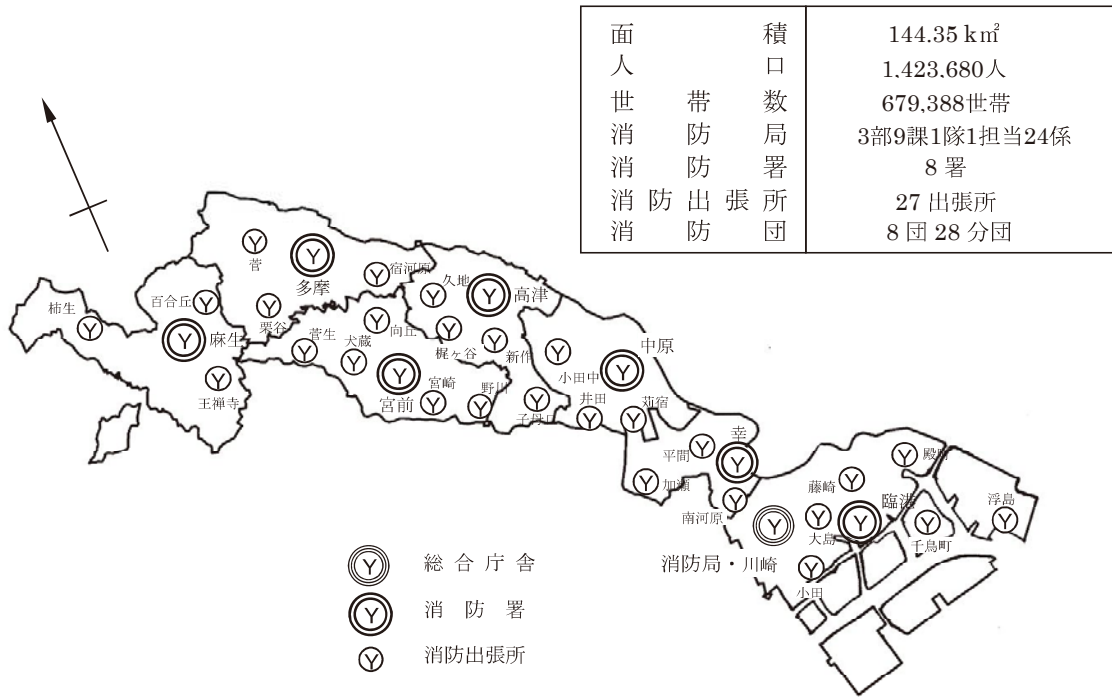 面積 144.35 k㎡
人口 1,423,680人
世帯数 679,388世帯
消防局 3部9課1隊1担当24係
消防署 8 署
消防出張所 27 出張所
消防団 8 団 28 分団
菅
多摩
宿河原
久地
高津
柿生
百合丘
麻生
栗谷
菅生
犬蔵
向丘
梶ヶ谷
新作
王禅寺
宮前
宮崎
野川
子母口
小田中
中原
井田
苅宿
平間
幸
加瀬
南河原
藤崎
殿町
臨港
大島
千鳥町
浮島
消防局・川崎
小田
総合庁舎
消防署
消防出張所